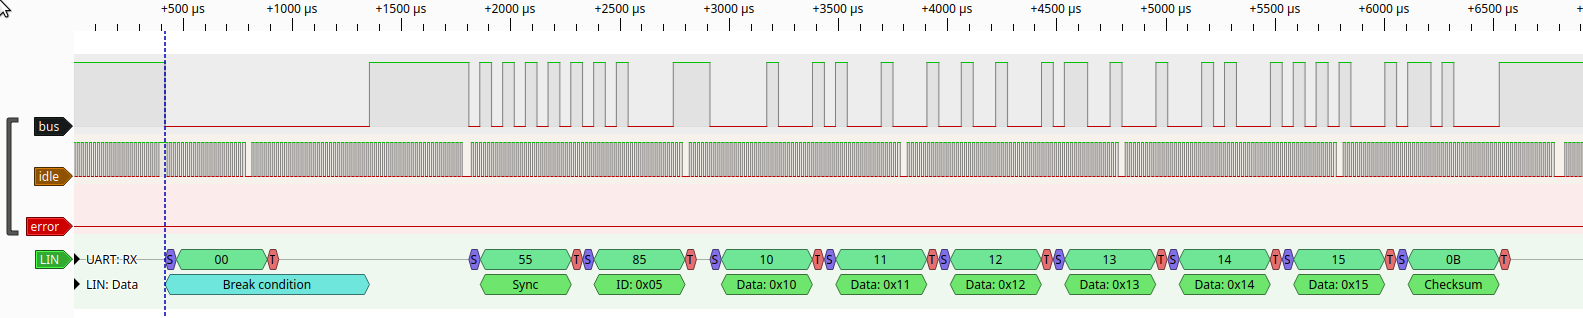 +500 µs +1000 µs +1500 µs +2000 µs +2500 µs +3000 µs +3500 µs +4000 µs +4500 µs +5000 µs +5500 µs +6000 µs +6500 µs +
bus
idle
error
LIN UART: RX S 00 T S 55 T S 85 T S 10 T S 11 T S 12 T S 13 T S 14 T S 15 T S 0B T
LIN: Data Break condition Sync ID: 0x05 Data: 0x10 Data: 0x11 Data: 0x12 Data: 0x13 Data: 0x14 Data: 0x15 Checksum